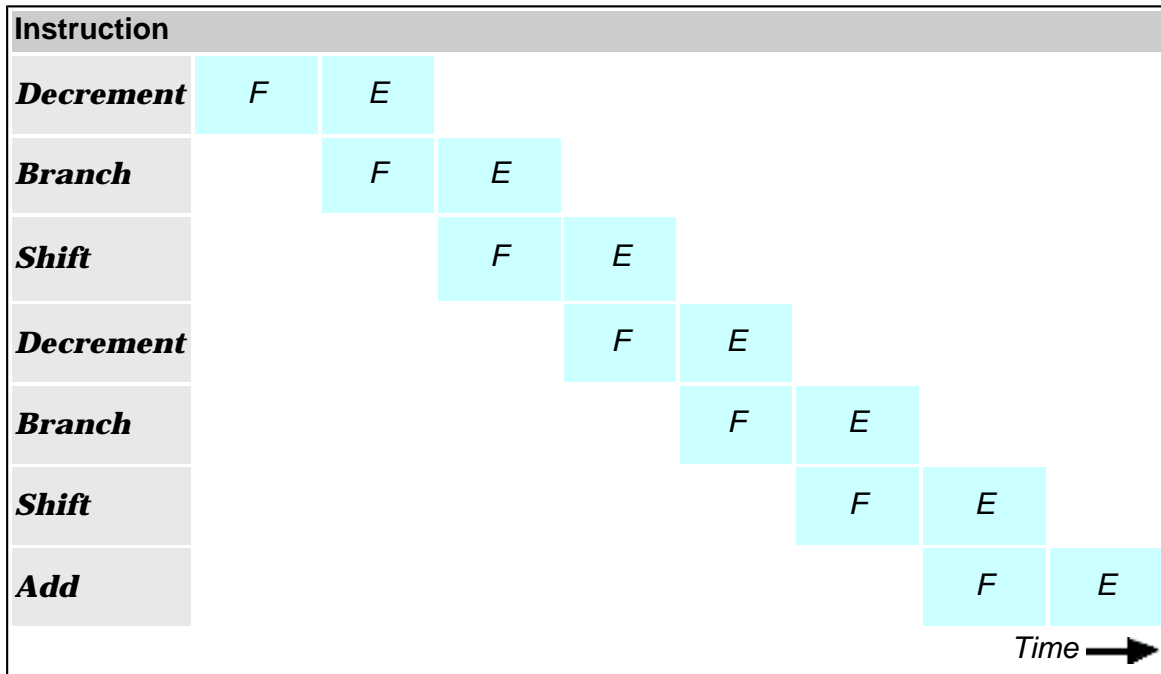 Instruction
Decrement F E
Branch F E
Shift F E
Decrement F E
Branch F E
Shift F E
Add F E
Time